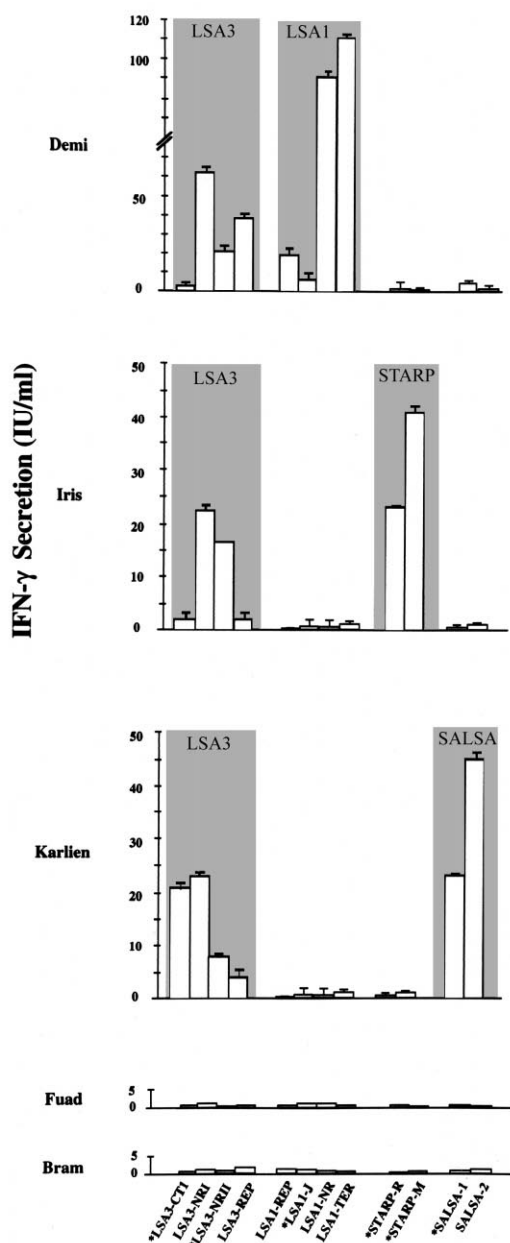 IFN-γ Secretion (IU/ml)
Demi
LSA3
LSA1
120
100
50
0
Iris
LSA3
STARP
50
40
30
20
10
0
Karlien
LSA3
SALSA
50
40
30
20
10
0
Fuad
5
0
Bram
5
0
*LSA3-CT1
LSA3-NRI
*LSA3-NRII
LSA3-REP
LSA1-REP
*LSA1-J
LSA1-NR
LSA1-TER
*STARP-R
*STARP-M
*SALSA-1
SALSA-2